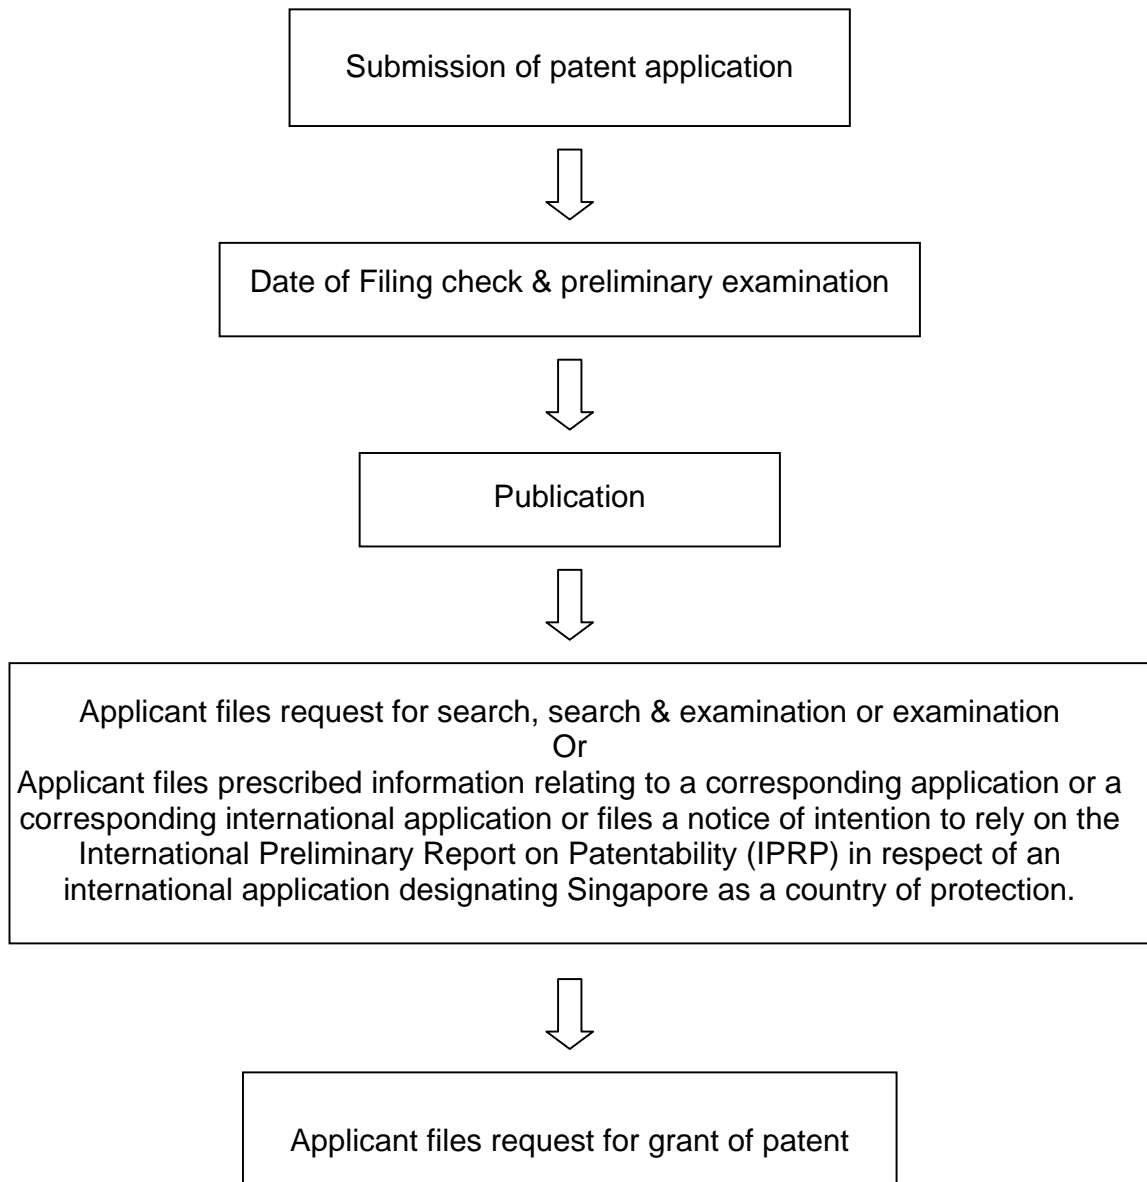 Submission of patent application
Date of Filing check & preliminary examination
Publication
Applicant files request for search, search & examination or examination
Or
Applicant files prescribed information relating to a corresponding application or a
corresponding international application or files a notice of intention to rely on the
International Preliminary Report on Patentability (IPRP) in respect of an
international application designating Singapore as a country of protection.
Applicant files request for grant of patent